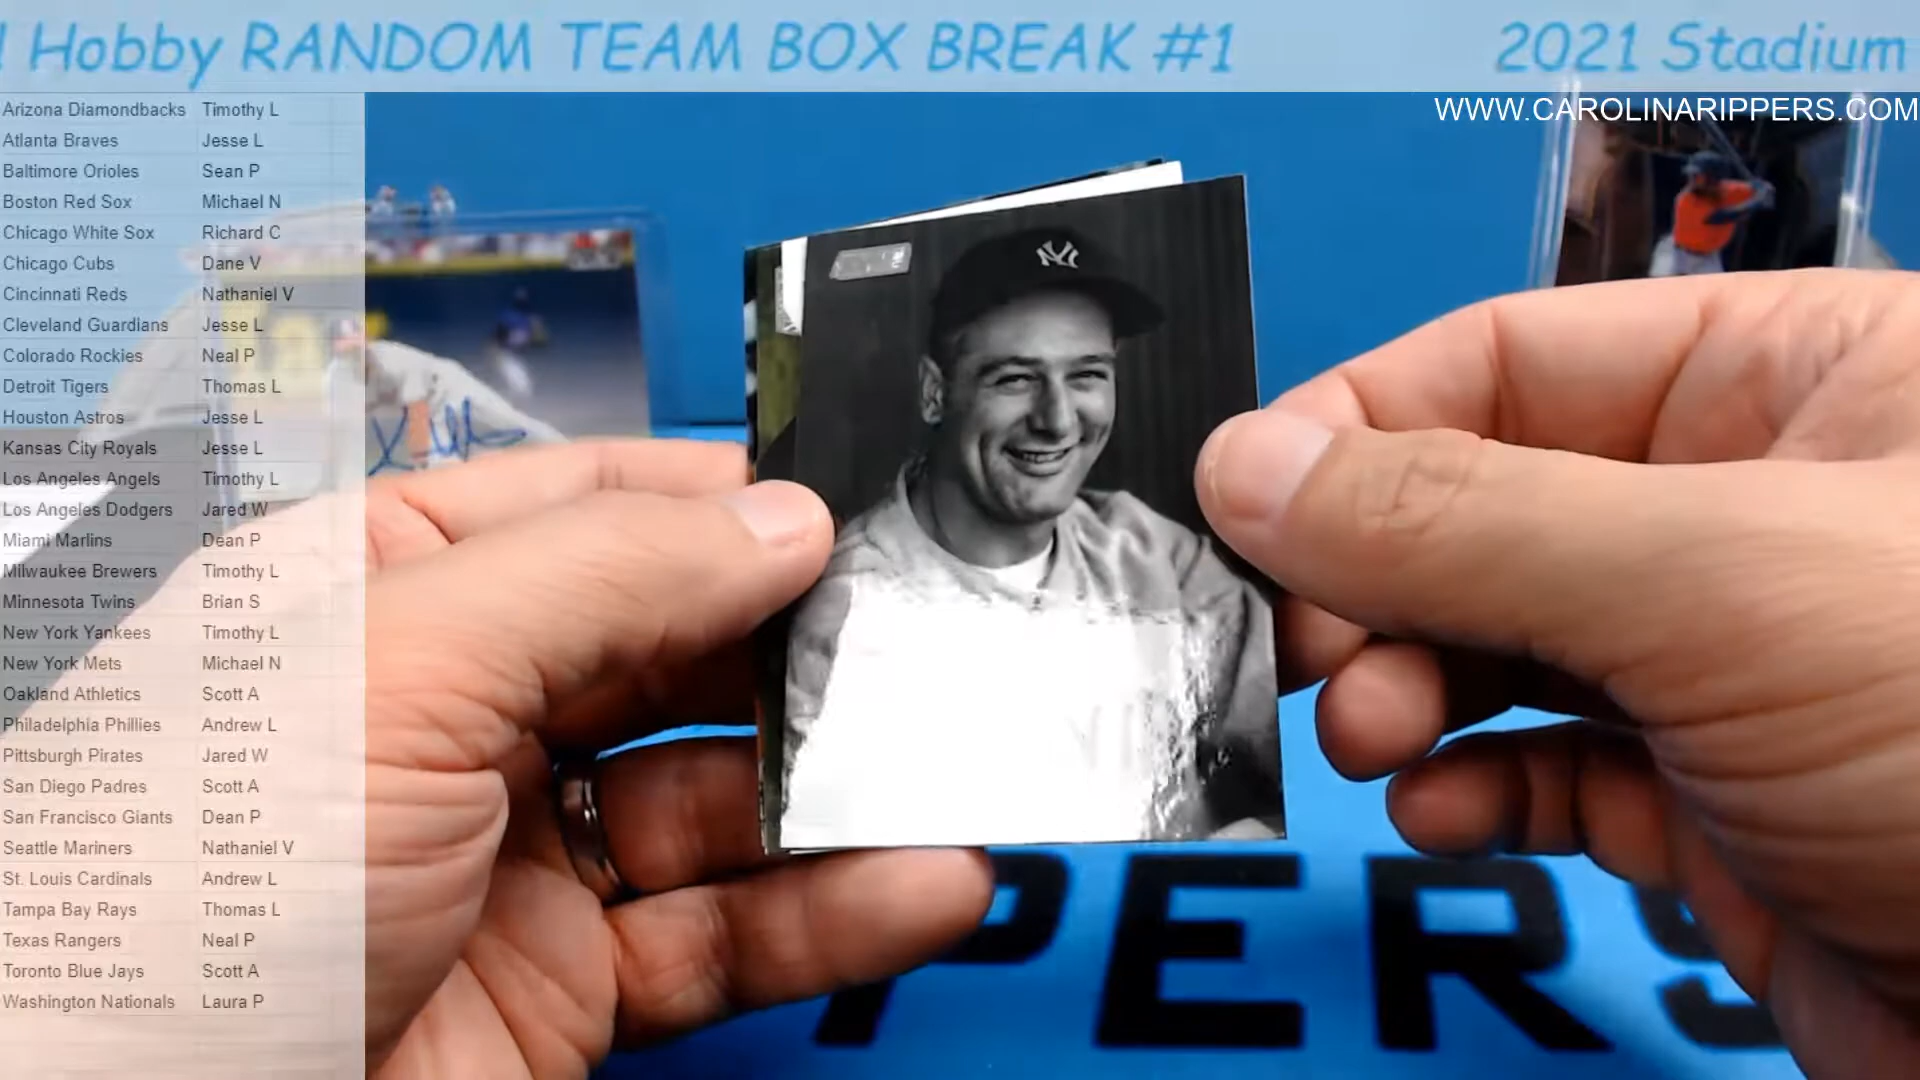 ! Hobby RANDOM TEAM BOX BREAK #1 2021 Stadium
WWW.CAROLINARIPPERS.COM
Arizona Diamondbacks Timothy L
Atlanta Braves Jesse L
Baltimore Orioles Sean P
Boston Red Sox Michael N
Chicago White Sox Richard C
Chicago Cubs Dane V
Cincinnati Reds Nathaniel V
Cleveland Guardians Jesse L
Colorado Rockies Neal P
Detroit Tigers Thomas L
Houston Astros Jesse L
Kansas City Royals Jesse L
Los Angeles Angels Timothy L
Los Angeles Dodgers Jared W
Miami Marlins Dean P
Milwaukee Brewers Timothy L
Minnesota Twins Brian S
New York Yankees Timothy L
New York Mets Michael N
Oakland Athletics Scott A
Philadelphia Phillies Andrew L
Pittsburgh Pirates Jared W
San Diego Padres Scott A
San Francisco Giants Dean P
Seattle Mariners Nathaniel V
St. Louis Cardinals Andrew L
Tampa Bay Rays Thomas L
Texas Rangers Neal P
Toronto Blue Jays Scott A
Washington Nationals Laura P
NY
PERS